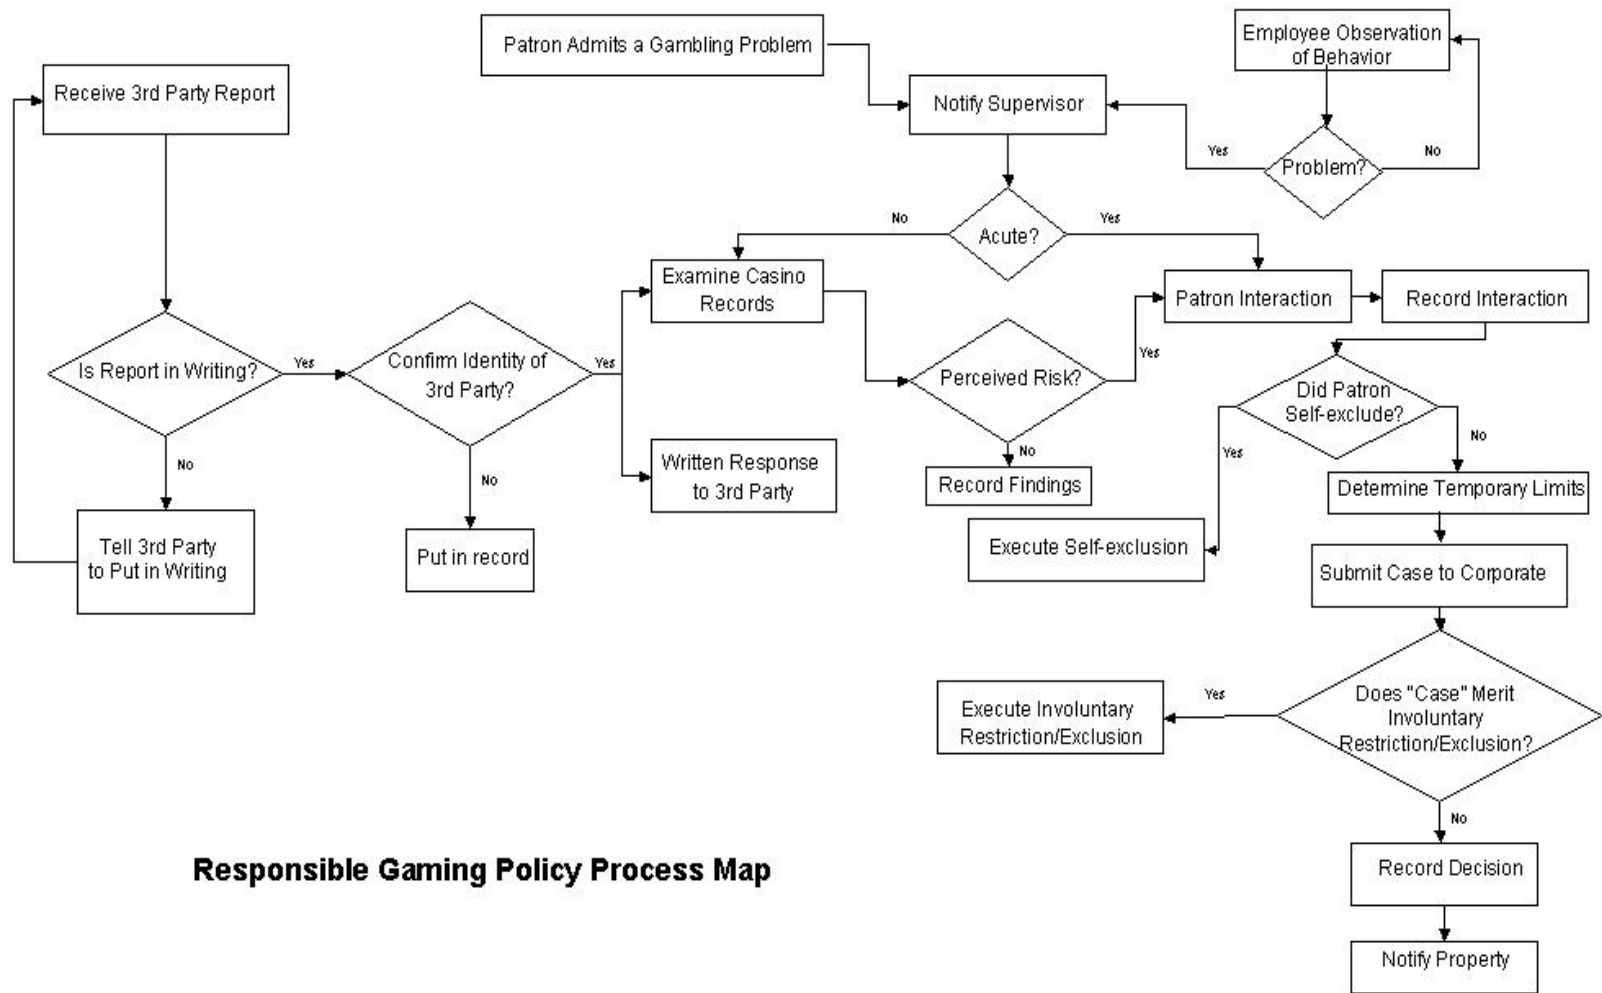 Patron Admits a Gambling Problem
Employee Observation
of Behavior
Receive 3rd Party Report
Notify Supervisor
Yes
Problem?
No
No
Acute?
Yes
Examine Casino
Records
Patron Interaction
Record Interaction
Is Report in Writing?
Yes
Confirm Identity of
3rd Party?
Yes
Perceived Risk?
Yes
Did Patron
Self-exclude?
No
No
No
Yes
No
Written Response
to 3rd Party
Record Findings
Determine Temporary Limits
Tell 3rd Party
to Put in Writing
Put in record
Execute Self-exclusion
Submit Case to Corporate
Execute Involuntary
Restriction/Exclusion
Yes
Does "Case" Merit
Involuntary
Restriction/Exclusion?
No
Responsible Gaming Policy Process Map
Record Decision
Notify Property